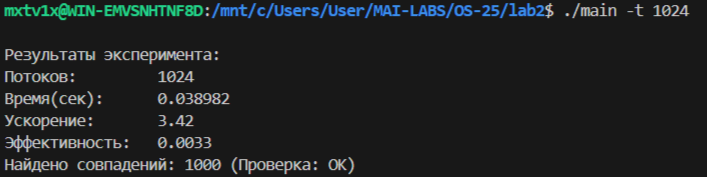 mxtv1x@WIN-EMVSNHTNF8D:/mnt/c/Users/User/MAI-LABS/OS-25/lab2$ ./main -t 1024
Результаты эксперимента:
Потоков: 1024
Время(сек): 0.038982
Ускорение: 3.42
Эффективность: 0.0033
Найдено совпадений: 1000 (Проверка: OK)